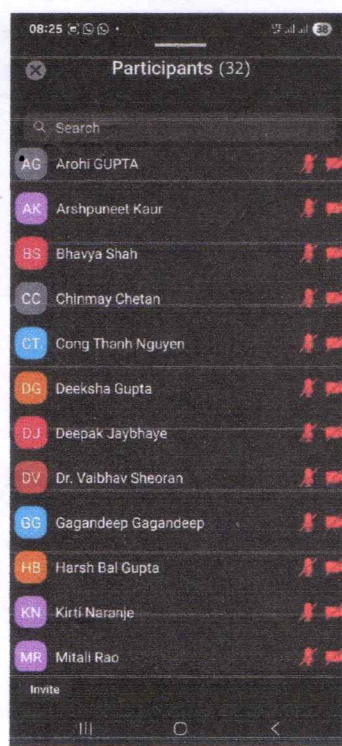 08:25
38
Participants (32)
Search
AG Arohi GUPTA
AK Arshpuneet Kaur
BS Bhavya Shah
CC Chinmay Chetan
CT Cong Thanh Nguyen
DG Deeksha Gupta
DJ Deepak Jaybhaye
DV Dr. Vaibhav Sheoran
GG Gagandeep Gagandeep
HB Harsh Bal Gupta
KN Kirti Naranje
MR Mitali Rao
Invite